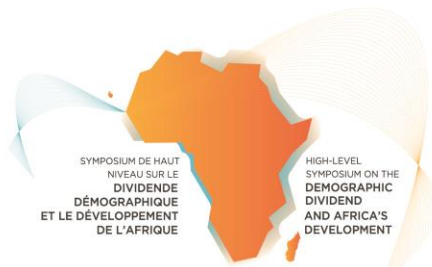 SYMPOSIUM DE HAUT
NIVEAU SUR LE
DIVIDENDE
DÉMOGRAPHIQUE
ET LE DÉVELOPPEMENT
DE L'AFRIQUE
HIGH-LEVEL
SYMPOSIUM ON THE
DEMOGRAPHIC
DIVIDEND
AND AFRICA'S
DEVELOPMENT